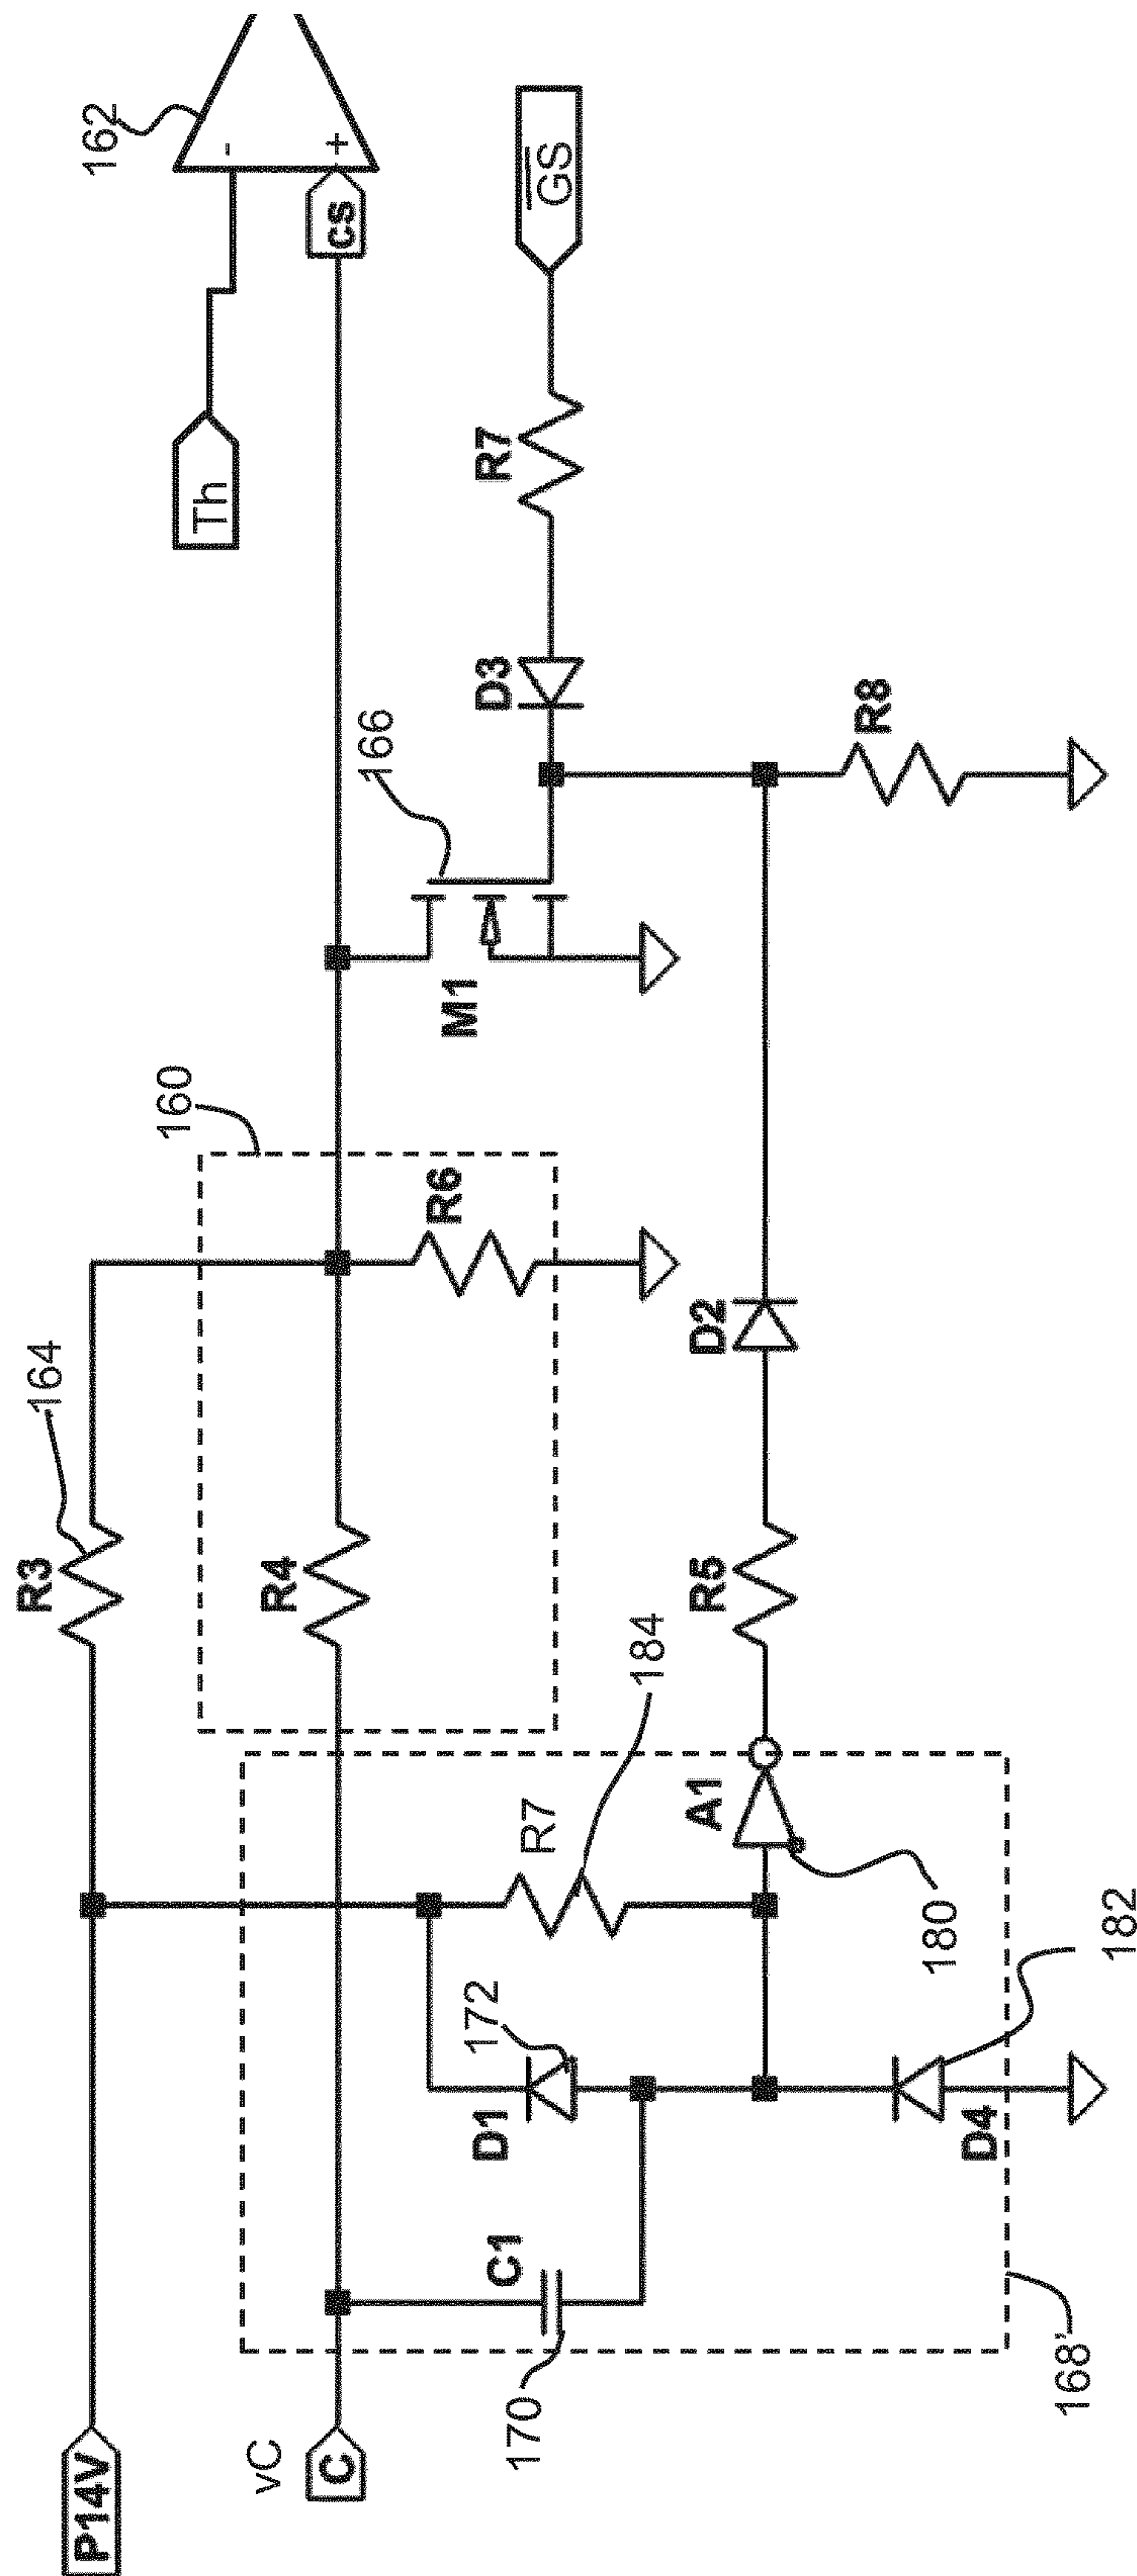 P14V
R3
164
160
162
Th
-
+
cs
vC
C
R4
R6
166
M1
D3
R7
GS
C1
170
D1
172
R7
184
A1
180
R5
D2
R8
D4
182
168'